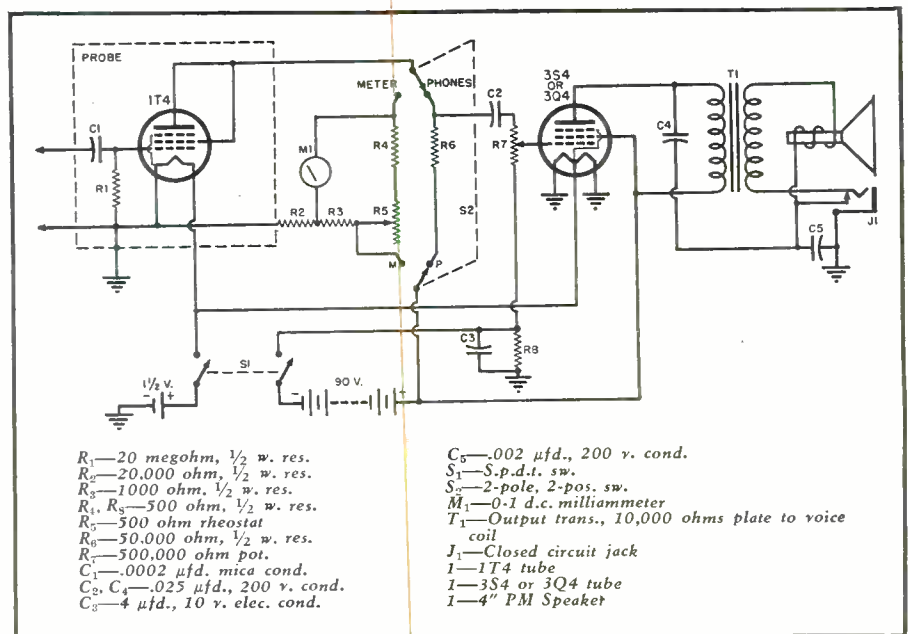 PROBE
1T4
C1
R1
METER
PHONES
M1
R4
R2
R3
R5
R6
S2
M
P
C2
R7
3S4
OR
3Q4
C4
T1
J1
C5
C3
R8
S1
1½ V.
- +
90 V.
- +
R₁—20 megohm, ½ w. res.
R₂—20,000 ohm, ½ w. res.
R₃—1000 ohm, ½ w. res.
R₄, R₈—500 ohm, ½ w. res.
R₅—500 ohm rheostat
R₆—50,000 ohm, ½ w. res.
R₇—500,000 ohm pot.
C₁—.0002 µfd. mica cond.
C₂, C₄—.025 µfd., 200 v. cond.
C₃—4 µfd., 10 v. elec. cond.
C₅—.002 µfd., 200 v. cond.
S₁—S.p.d.t. sw.
S₂—2-pole, 2-pos. sw.
M₁—0-1 d.c. milliammeter
T₁—Output trans., 10,000 ohms plate to voice
coil
J₁—Closed circuit jack
1—1T4 tube
1—3S4 or 3Q4 tube
1—4" PM Speaker